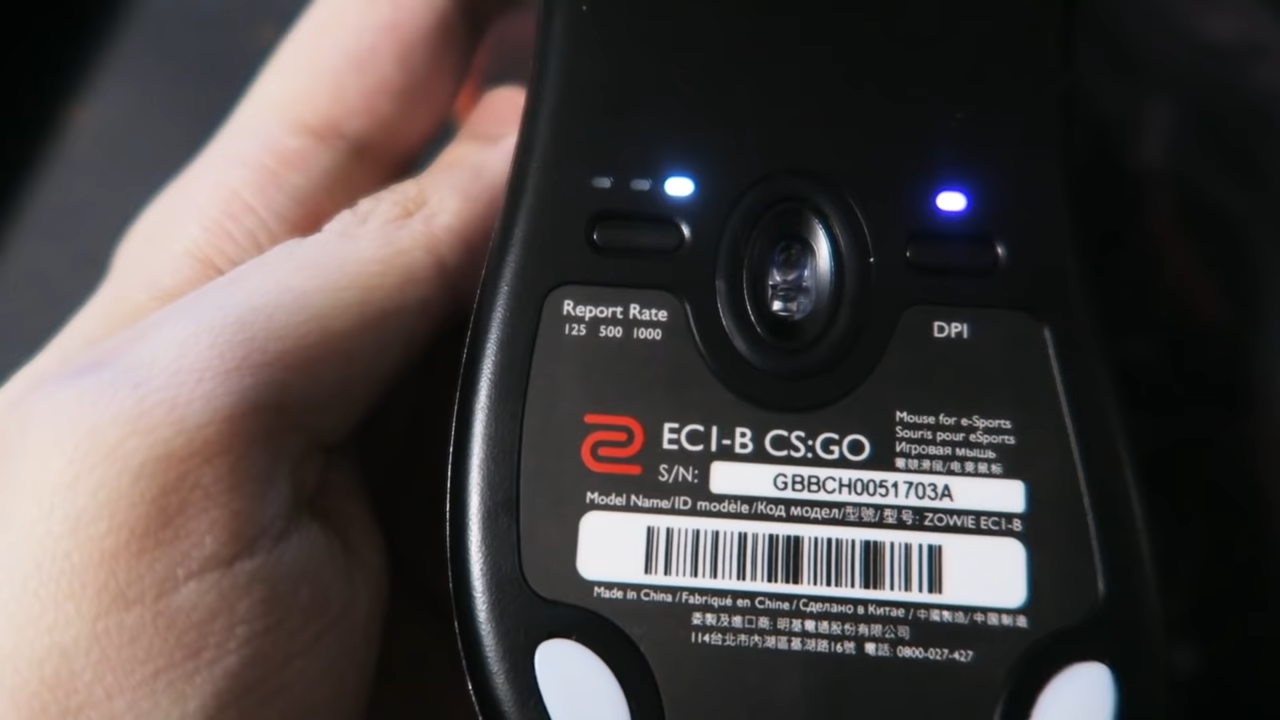 Report Rate
125 500 1000
DPI
EC1-B CS:GO
Mouse for e-Sports
Souris pour eSports
Игровая мышь
電競滑鼠/电竞鼠标
S/N: GBBCH0051703A
Model Name/ID modèle/Код модел/型號/型号: ZOWIE EC1-B
Made in China/Fabriqué en Chine/Сделано в Китае/中國製造/中国制造
委製及進口商: 明基電通股份有限公司
114台北市內湖區基湖路16號 電話: 0800-027-427